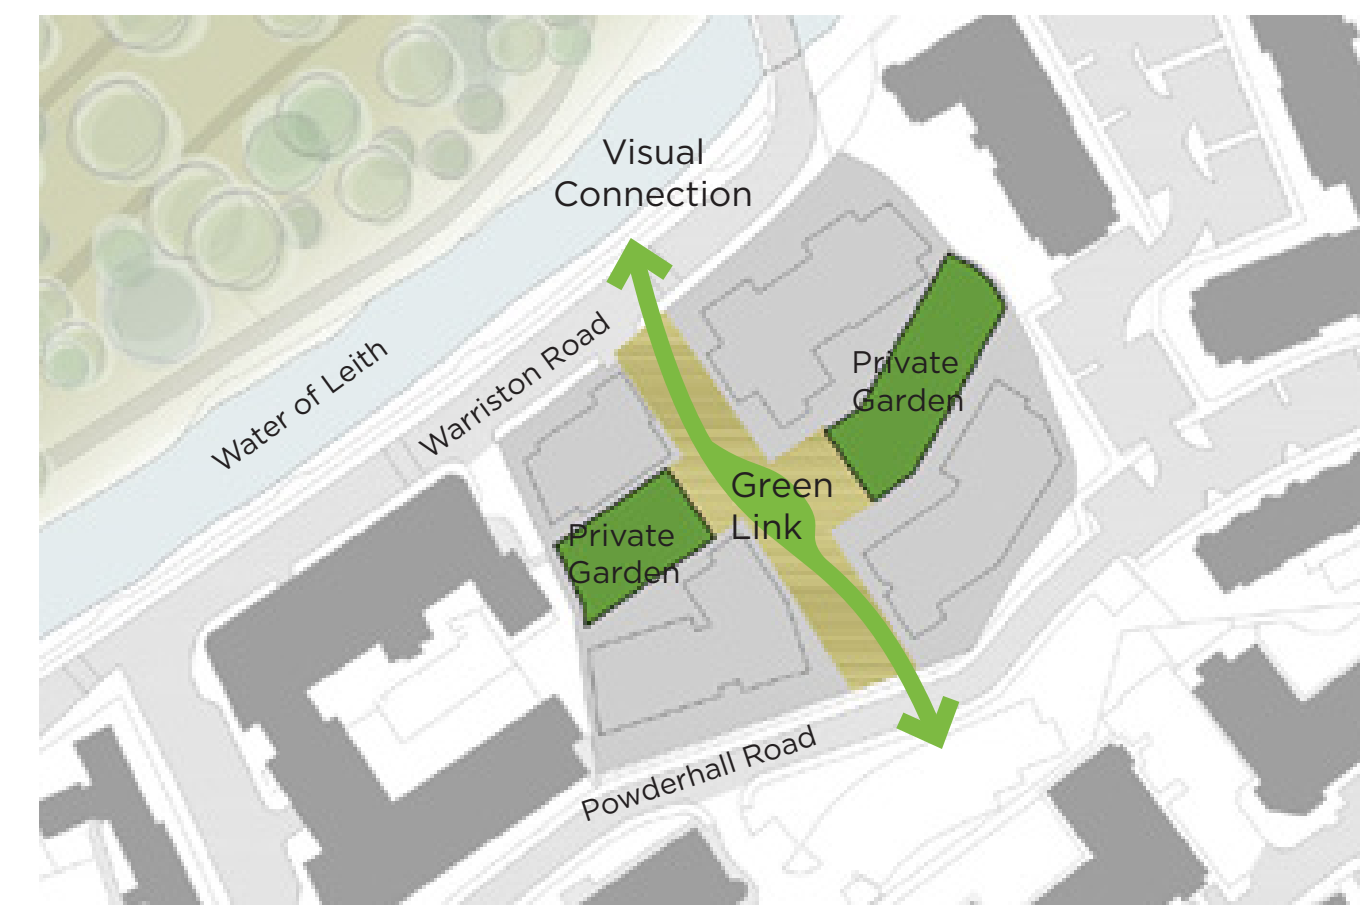 Visual
Connection
Water of Leith
Warriston Road
Private
Garden
Green
Link
Private
Garden
Powderhall Road